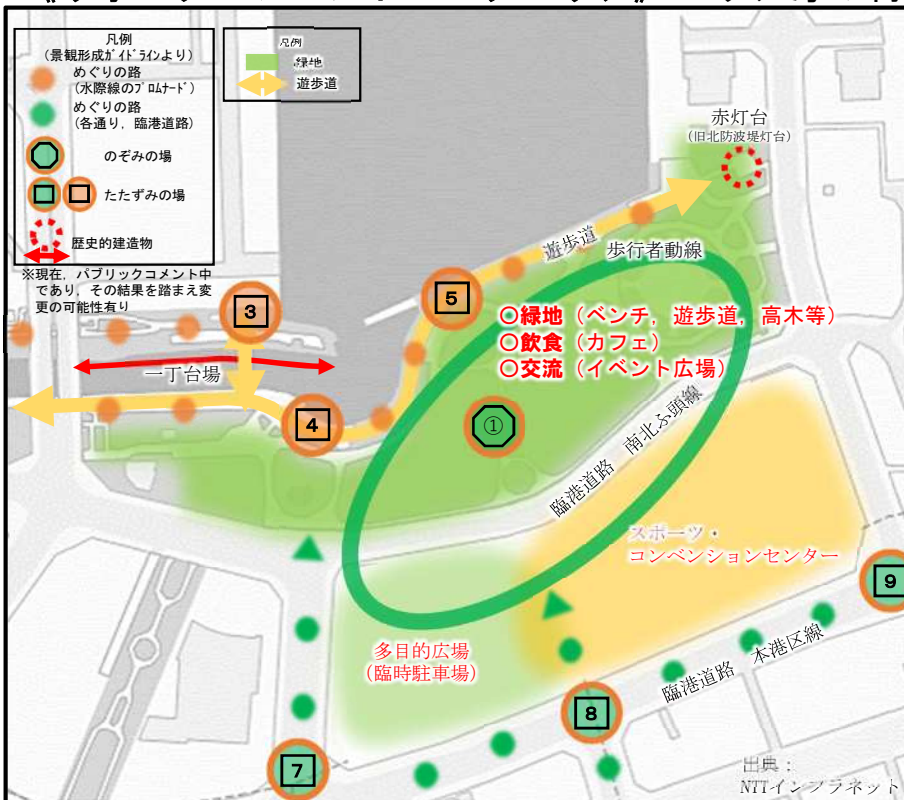 凡例
(景観形成ガイドラインより)
めぐりの路
(水際線のプロムナード)
めぐりの路
(各通り，臨港道路)
のぞみの場
たたずみの場
歴史的建造物
※現在，パブリックコメント中
であり，その結果を踏まえ変
更の可能性有り
凡例
緑地
遊歩道
赤灯台
(旧北防波堤灯台)
遊歩道
歩行者動線
3
5
○緑地（ベンチ，遊歩道，高木等）
○飲食（カフェ）
○交流（イベント広場）
一丁台場
4
①
臨港道路　南北ふ頭線
スポーツ・
コンベンションセンター
9
多目的広場
(臨時駐車場)
臨港道路　本港区線
8
7
出典：
NTTインフラネット